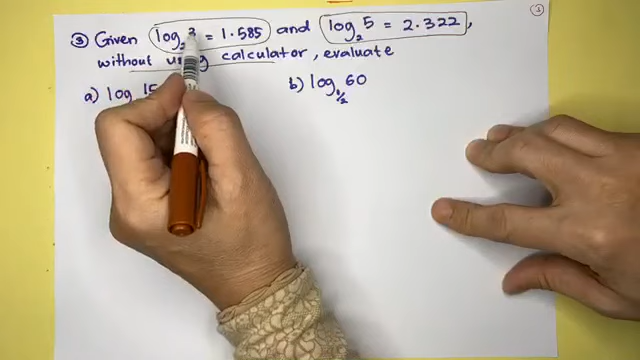 ③ Given log₂3 = 1.585 and log₂5 = 2.322,
without using calculator, evaluate
a) log 15
b) log₁/₂ 60